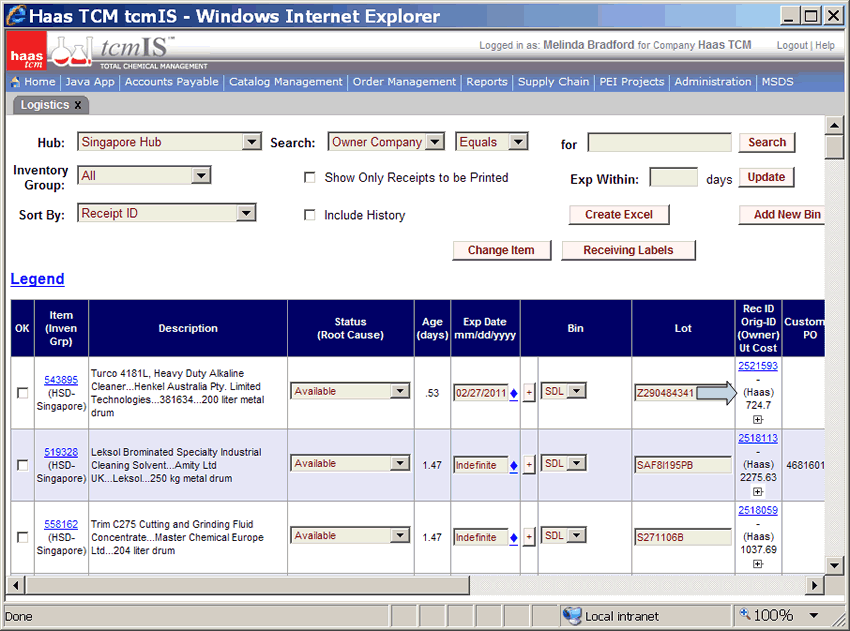 Haas TCM tcmIS - Windows Internet Explorer
haas tcm
tcmIS™
TOTAL CHEMICAL MANAGEMENT
Logged in as: Melinda Bradford for Company Haas TCM Logout | Help
Home | Java App | Accounts Payable | Catalog Management | Order Management | Reports | Supply Chain | PEI Projects | Administration | MSDS
Logistics x
Hub: Singapore Hub Search: Owner Company Equals for Search
Inventory Group: All Show Only Receipts to be Printed Exp Within: days Update
Sort By: Receipt ID Include History Create Excel Add New Bin
Change Item Receiving Labels
Legend
OK
Item
(Inven
Grp)
Description
Status
(Root Cause)
Age
(days)
Exp Date
mm/dd/yyyy
Bin
Lot
Rec ID
Orig-ID
(Owner)
Ut Cost
Custom
PO
543895
(HSD-
Singapore)
Turco 4181L, Heavy Duty Alkaline
Cleaner...Henkel Australia Pty. Limited
Technologies...381634...200 liter metal
drum
Available
.53
02/27/2011
+
SDL
Z290484341
2521593
-
(Haas)
724.7
519328
(HSD-
Singapore)
Leksol Brominated Specialty Industrial
Cleaning Solvent...Amity Ltd
UK...Leksol...250 kg metal drum
Available
1.47
Indefinite
+
SDL
SAF8I195PB
2518113
-
(Haas)
2275.63
4681601
558162
(HSD-
Singapore)
Trim C275 Cutting and Grinding Fluid
Concentrate...Master Chemical Europe
Ltd...204 liter drum
Available
1.47
Indefinite
+
SDL
S271106B
2518059
-
(Haas)
1037.69
Done Local intranet 100%